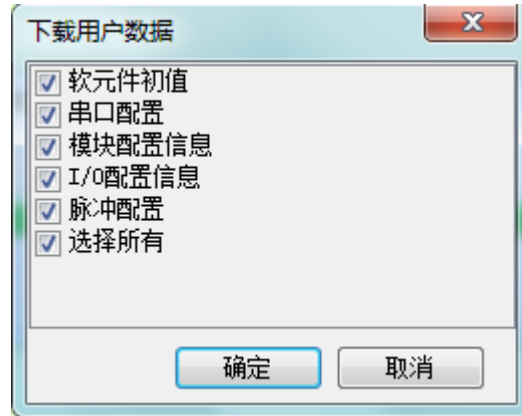 下载用户数据
软元件初值
串口配置
模块配置信息
I/O配置信息
脉冲配置
选择所有
确定 取消